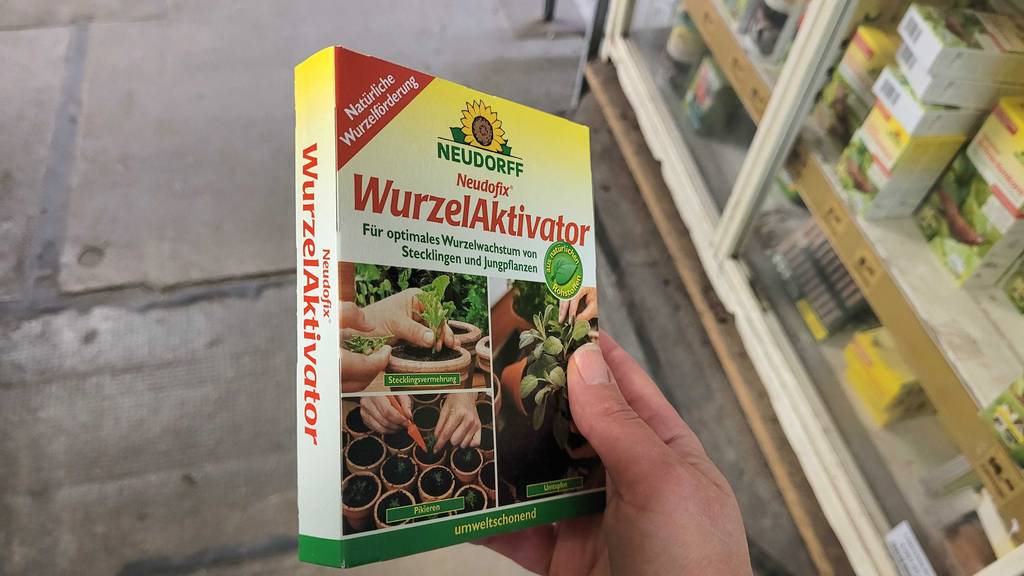 Natürliche
Wurzelförderung
NEUDORFF
Neudofix®
WurzelAktivator
Für optimales Wurzelwachstum von
Stecklingen und Jungpflanzen
aus natürlichen
Rohstoffen
Stecklingsvermehrung
Pikieren
Umtopfen
umweltschonend
Neudofix®
WurzelAktivator